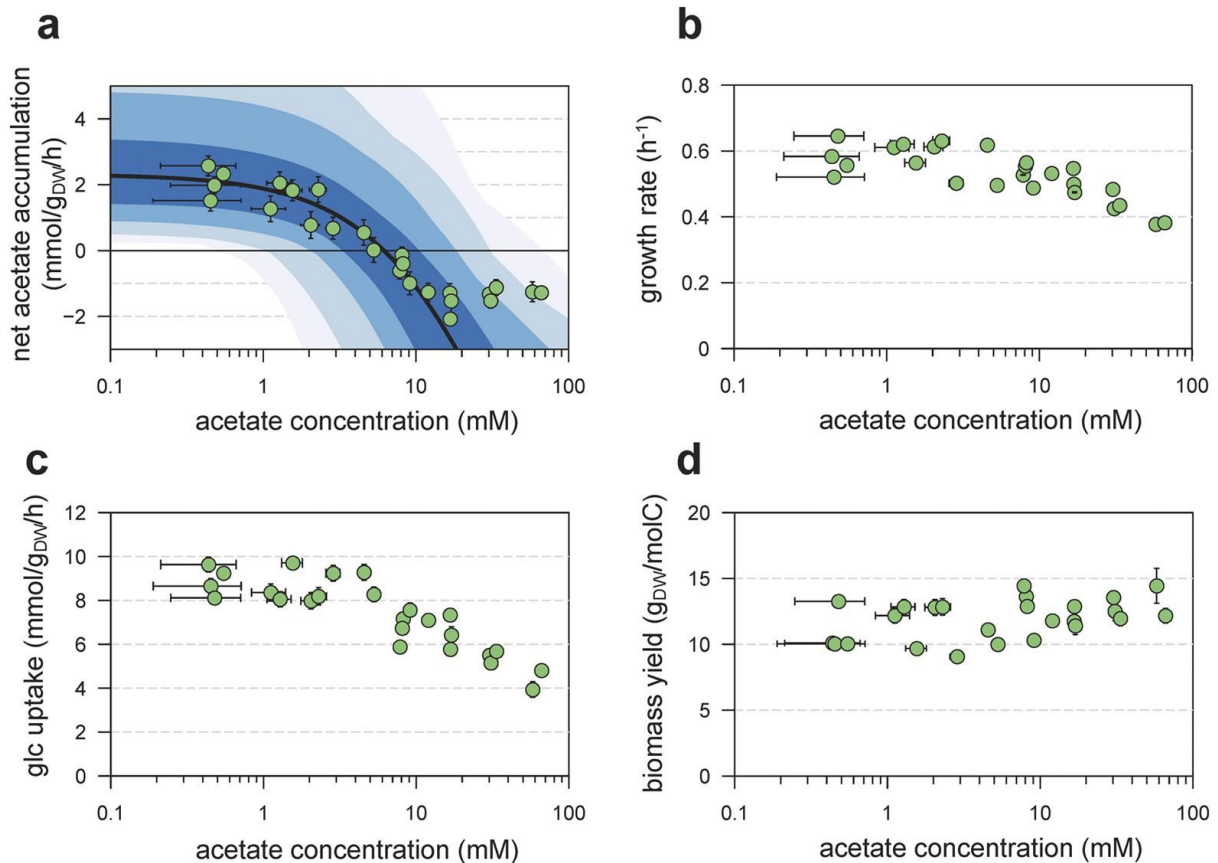 a
net acetate accumulation
(mmol/gDW/h)
4
2
0
−2
0.1 1 10 100
acetate concentration (mM)
b
growth rate (h-1)
0.8
0.6
0.4
0.2
0
0.1 1 10 100
acetate concentration (mM)
c
glc uptake (mmol/gDW/h)
12
10
8
6
4
2
0
0.1 1 10 100
acetate concentration (mM)
d
biomass yield (gDW/molC)
20
15
10
5
0
0.1 1 10 100
acetate concentration (mM)